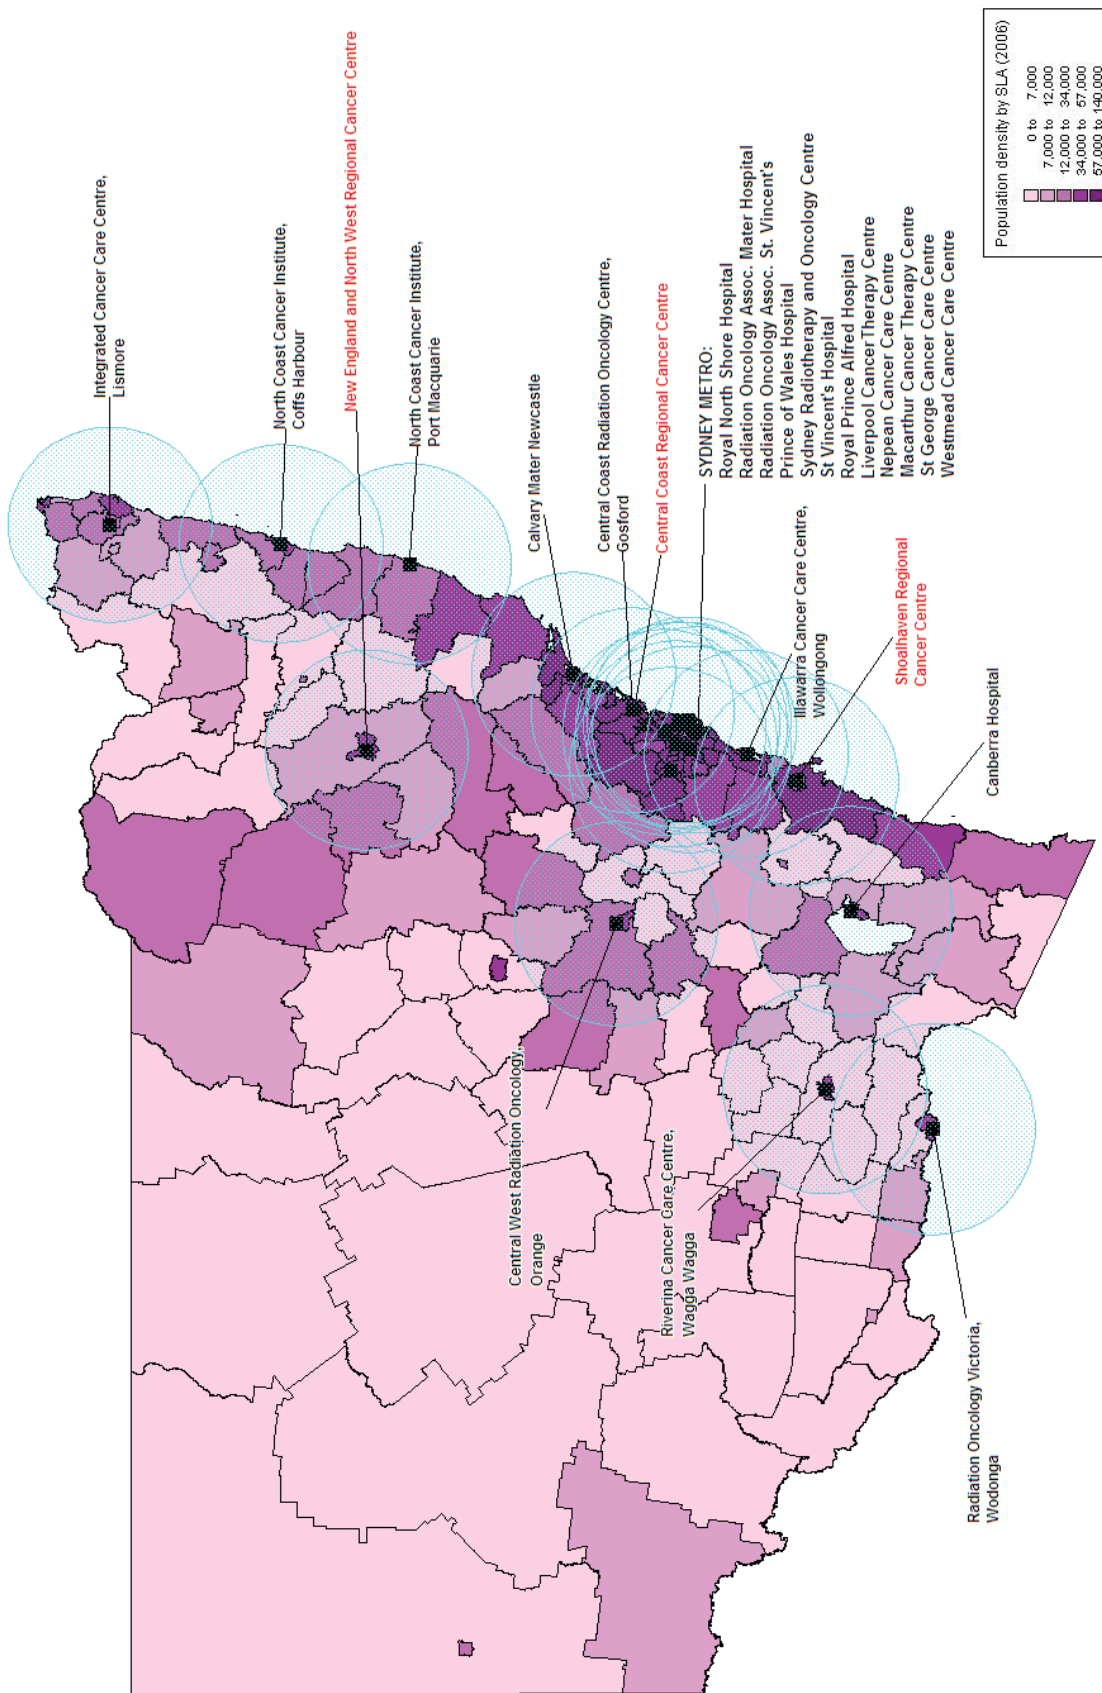 Integrated Cancer Care Centre,
Lismore
North Coast Cancer Institute,
Coffs Harbour
New England and North West Regional Cancer Centre
North Coast Cancer Institute,
Port Macquarie
Calvary Mater Newcastle
Central Coast Radiation Oncology Centre,
Gosford
Central Coast Regional Cancer Centre
SYDNEY METRO:
Royal North Shore Hospital
Radiation Oncology Assoc. Mater Hospital
Radiation Oncology Assoc. St. Vincent's
Prince of Wales Hospital
Sydney Radiotherapy and Oncology Centre
St Vincent's Hospital
Royal Prince Alfred Hospital
Liverpool CancerTherapy Centre
Nepean Cancer Care Centre
Macarthur Cancer Therapy Centre
St George Cancer Care Centre
Westmead Cancer Care Centre
Illawarra Cancer Care Centre,
Wollongong
Shoalhaven Regional
Cancer Centre
Canberra Hospital
Central West Radiation Oncology,
Orange
Riverina Cancer Care Centre,
Wagga Wagga
Radiation Oncology Victoria,
Wodonga
Population density by SLA (2006)
0 to 7,000
7,000 to 12,000
12,000 to 34,000
34,000 to 57,000
57,000 to 140,000